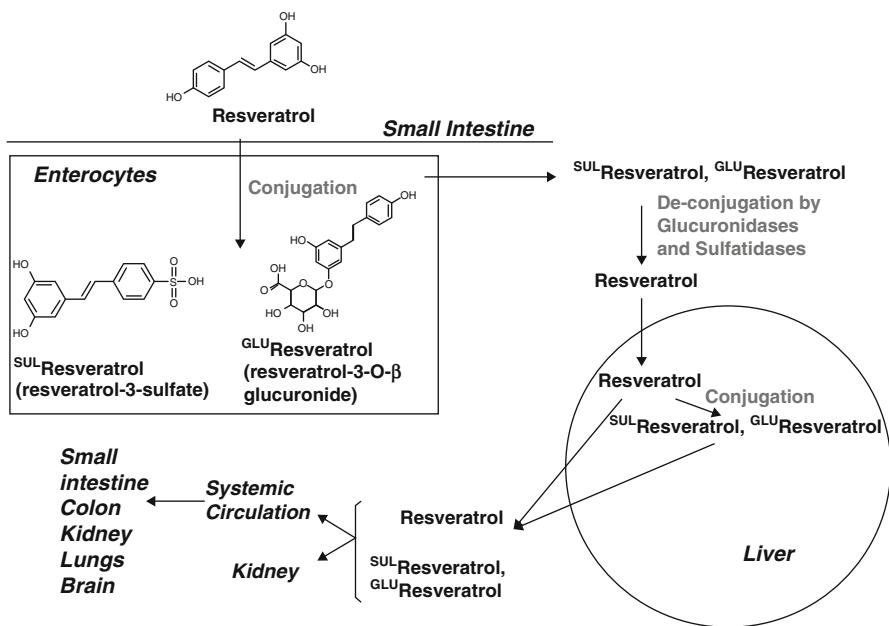 OH
OH
HO
Resveratrol
Small Intestine
Enterocytes
Conjugation
OH
HO
HO
O
S
OH
O
HO
OH
O
O
O
OH
OH
OH
SULResveratrol
(resveratrol-3-sulfate)
GLUResveratrol
(resveratrol-3-O-β
glucuronide)
SULResveratrol, GLUResveratrol
De-conjugation by
Glucuronidases
and Sulfatidases
Resveratrol
Resveratrol
Conjugation
SULResveratrol, GLUResveratrol
Liver
Resveratrol
SULResveratrol,
GLUResveratrol
Systemic
Circulation
Kidney
Small
intestine
Colon
Kidney
Lungs
Brain